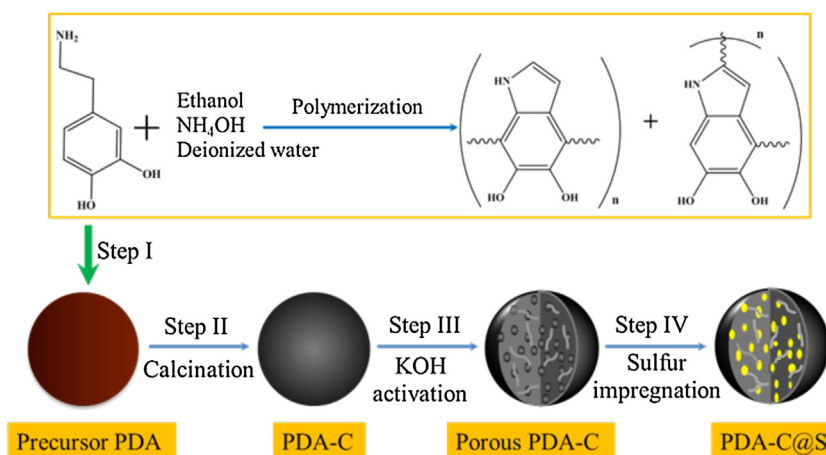 NH2
OH
HO
+
Ethanol
NH4OH
Deionized water
Polymerization
HN
HO
OH
n
+
n
HN
HO
OH
Step I
Step II
Calcination
Step III
KOH
activation
Step IV
Sulfur
impregnation
Precursor PDA
PDA-C
Porous PDA-C
PDA-C@S